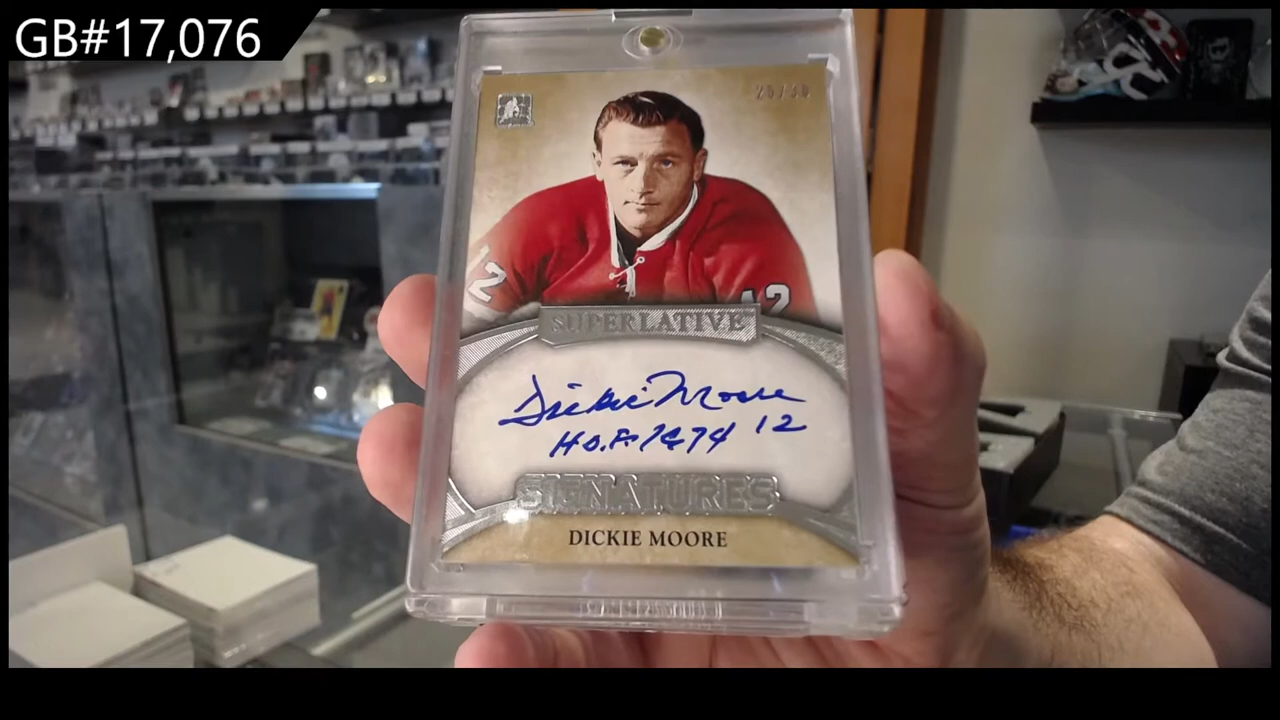 GB#17,076
12
12
SUPERLATIVE
Dickie Moore
H.O.F. 1974 12
SIGNATURES
DICKIE MOORE